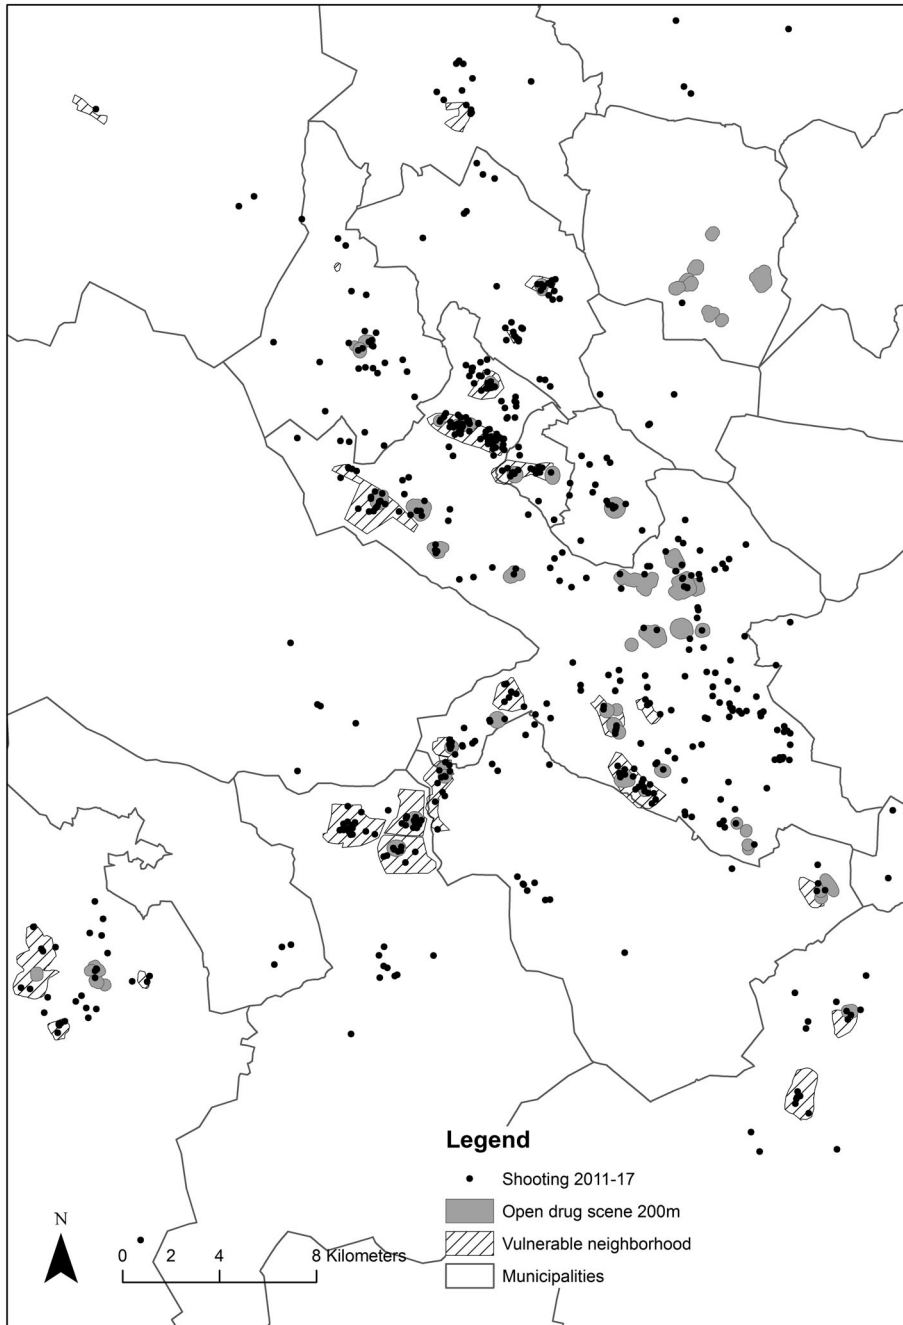 Legend
Shooting 2011-17
Open drug scene 200m
Vulnerable neighborhood
Municipalities
N
0 2 4 8 Kilometers